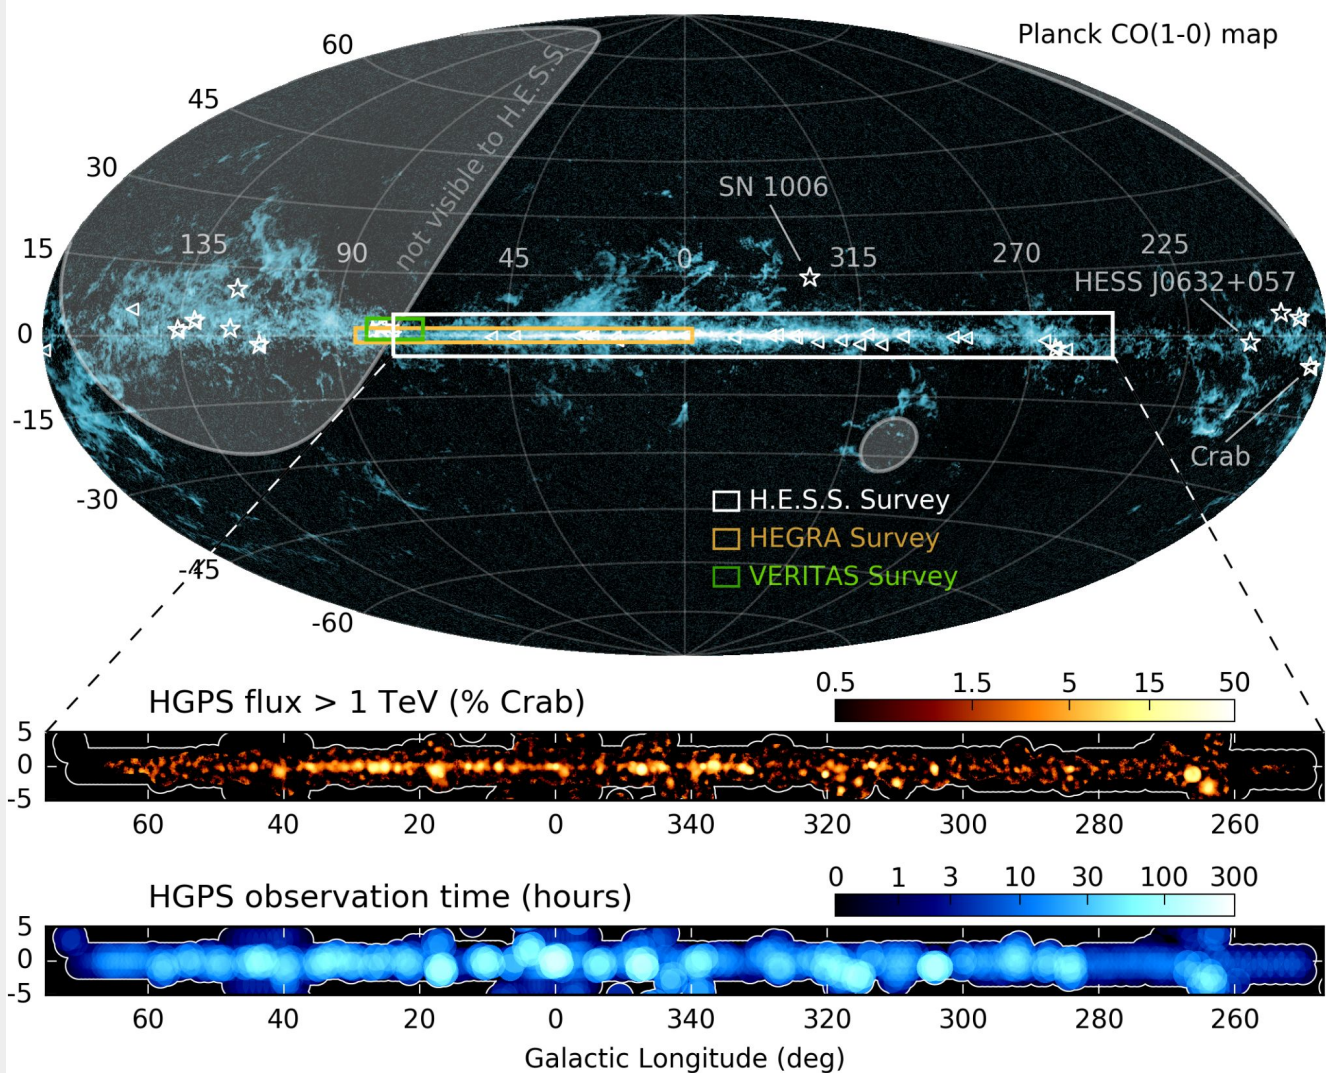 Planck CO(1-0) map
60
45
30
15
0
-15
-30
-45
-60
not visible to H.E.S.S.
135
90
45
0
315
270
225
SN 1006
HESS J0632+057
Crab
H.E.S.S. Survey
HEGRA Survey
VERITAS Survey
HGPS flux > 1 TeV (% Crab)
0.5 1.5 5 15 50
5
0
-5
60 40 20 0 340 320 300 280 260
HGPS observation time (hours)
0 1 3 10 30 100 300
5
0
-5
60 40 20 0 340 320 300 280 260
Galactic Longitude (deg)